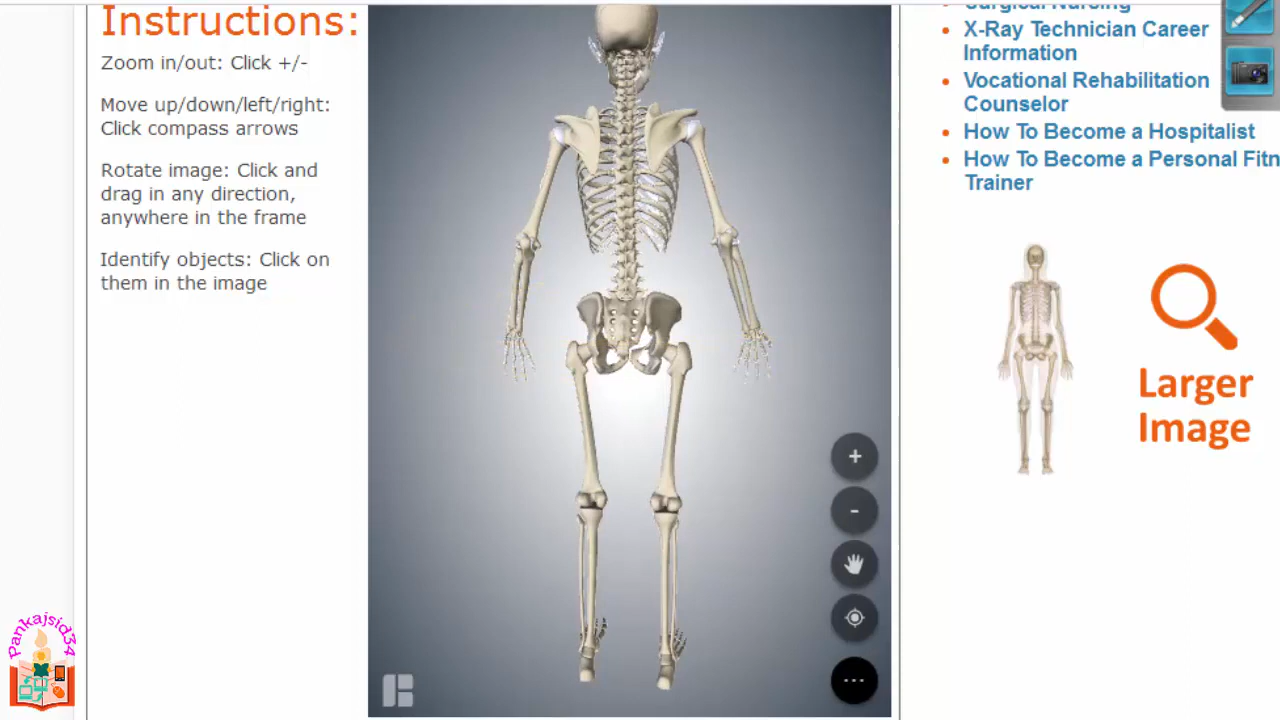 Instructions:
Zoom in/out: Click +/-
Move up/down/left/right:
Click compass arrows
Rotate image: Click and
drag in any direction,
anywhere in the frame
Identify objects: Click on
them in the image
Surgical Nursing
X-Ray Technician Career
Information
Vocational Rehabilitation
Counselor
How To Become a Hospitalist
How To Become a Personal Fitn
Trainer
Larger
Image
+
-
...
Pankajsid34